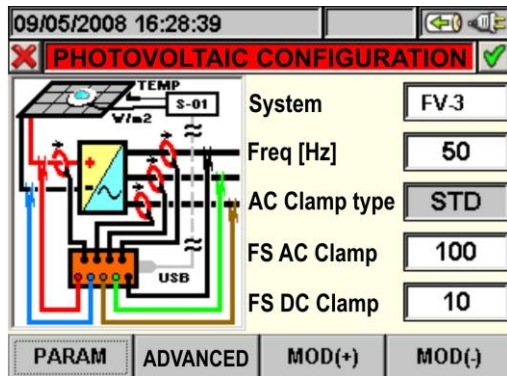 09/05/2008 16:28:39
PHOTOVOLTAIC CONFIGURATION
TEMP
S-01
W/m2
USB
System FV-3
Freq [Hz] 50
AC Clamp type STD
FS AC Clamp 100
FS DC Clamp 10
PARAM ADVANCED MOD(+) MOD(-)